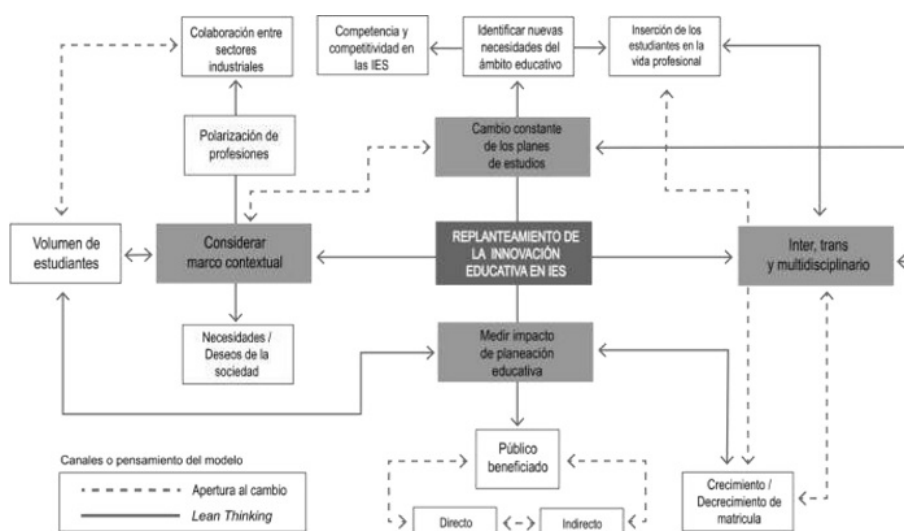 Colaboración entre
sectores
industriales
Competencia y
competitividad en
las IES
Identificar nuevas
necesidades del
ámbito educativo
Inserción de los
estudiantes en la
vida profesional
Polarización de
profesiones
Cambio constante
de los planes
de estudios
Volumen de
estudiantes
Considerar
marco contextual
REPLANTEAMIENTO DE
LA INNOVACIÓN
EDUCATIVA EN IES
Inter, trans
y multidisciplinario
Necesidades /
Deseos de la
sociedad
Medir impacto
de planeación
educativa
Público
beneficiado
Crecimiento /
Decrecimiento de
matricula
Directo
Indirecto
Canales o pensamiento del modelo
Apertura al cambio
Lean Thinking